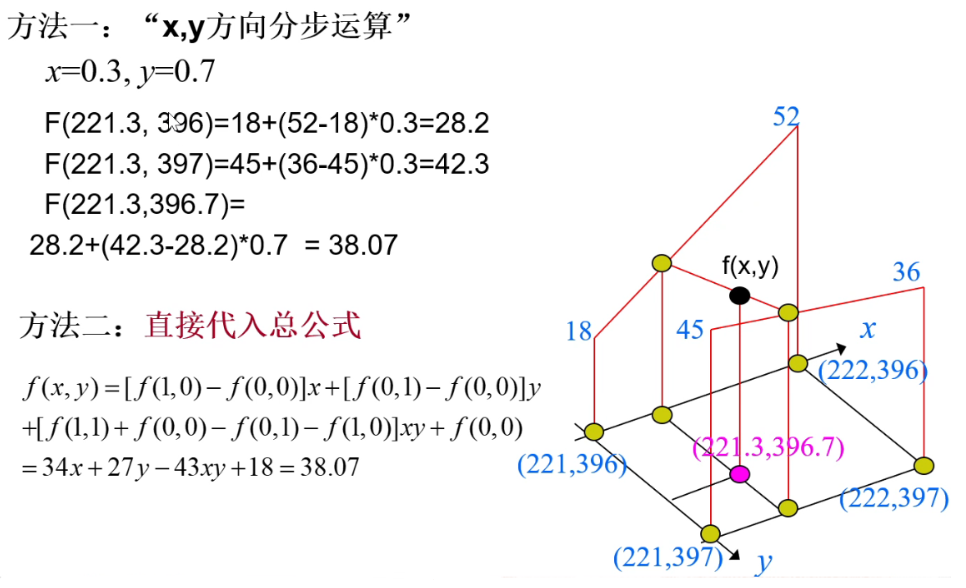 方法一：“x,y方向分步运算”
x=0.3, y=0.7
F(221.3, 396)=18+(52-18)*0.3=28.2
F(221.3, 397)=45+(36-45)*0.3=42.3
F(221.3,396.7)=
28.2+(42.3-28.2)*0.7 = 38.07
方法二：直接代入总公式
f(x,y)=[f(1,0)−f(0,0)]x+[f(0,1)−f(0,0)]y
+[f(1,1)+f(0,0)−f(0,1)−f(1,0)]xy+f(0,0)
=34x+27y−43xy+18=38.07
52
f(x,y)
36
18
45
x
(222,396)
(221.3,396.7)
(221,396)
(222,397)
(221,397)
y